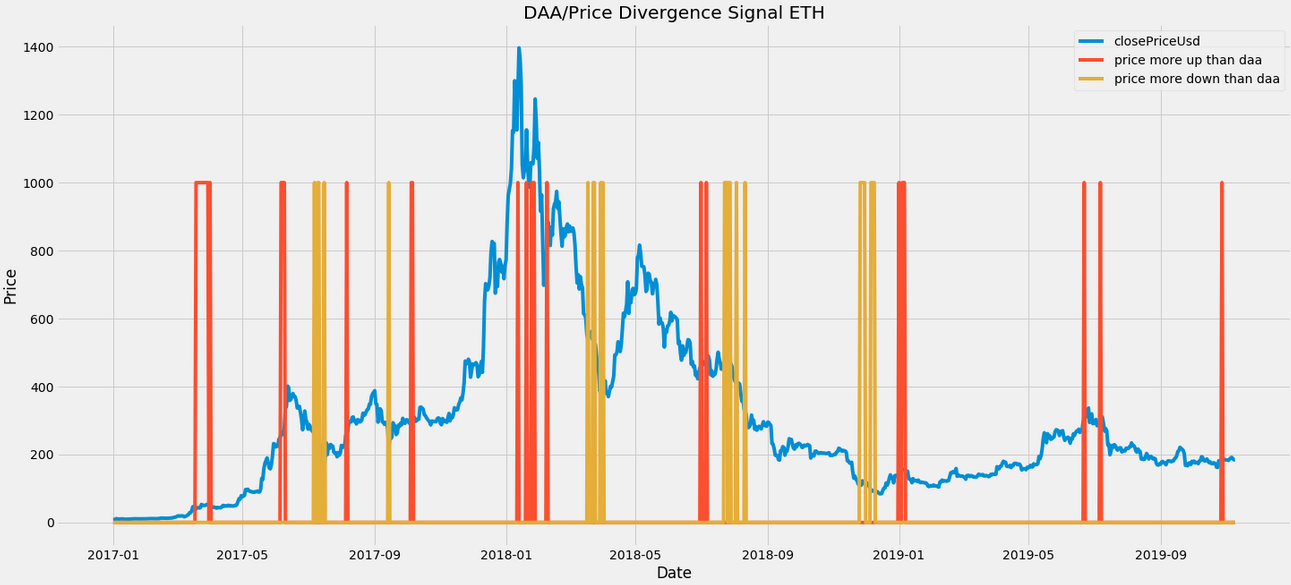 DAA/Price Divergence Signal ETH
closePriceUsd
price more up than daa
price more down than daa
1400
1200
1000
800
600
400
200
0
Price
2017-01 2017-05 2017-09 2018-01 2018-05 2018-09 2019-01 2019-05 2019-09
Date